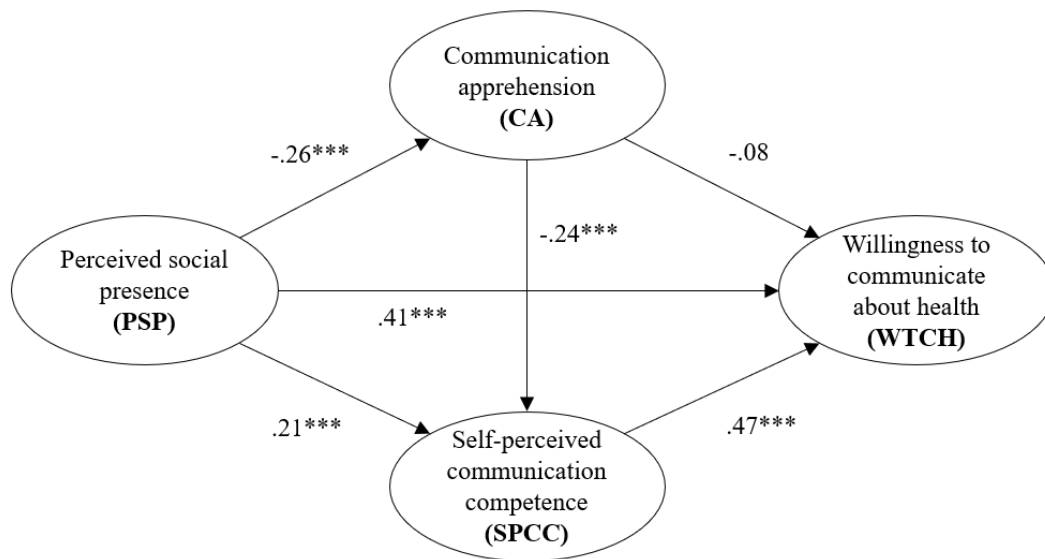 Communication
apprehension
(CA)
-.26***
-.08
-.24***
Perceived social
presence
(PSP)
.41***
Willingness to
communicate
about health
(WTCH)
.21***
.47***
Self-perceived
communication
competence
(SPCC)